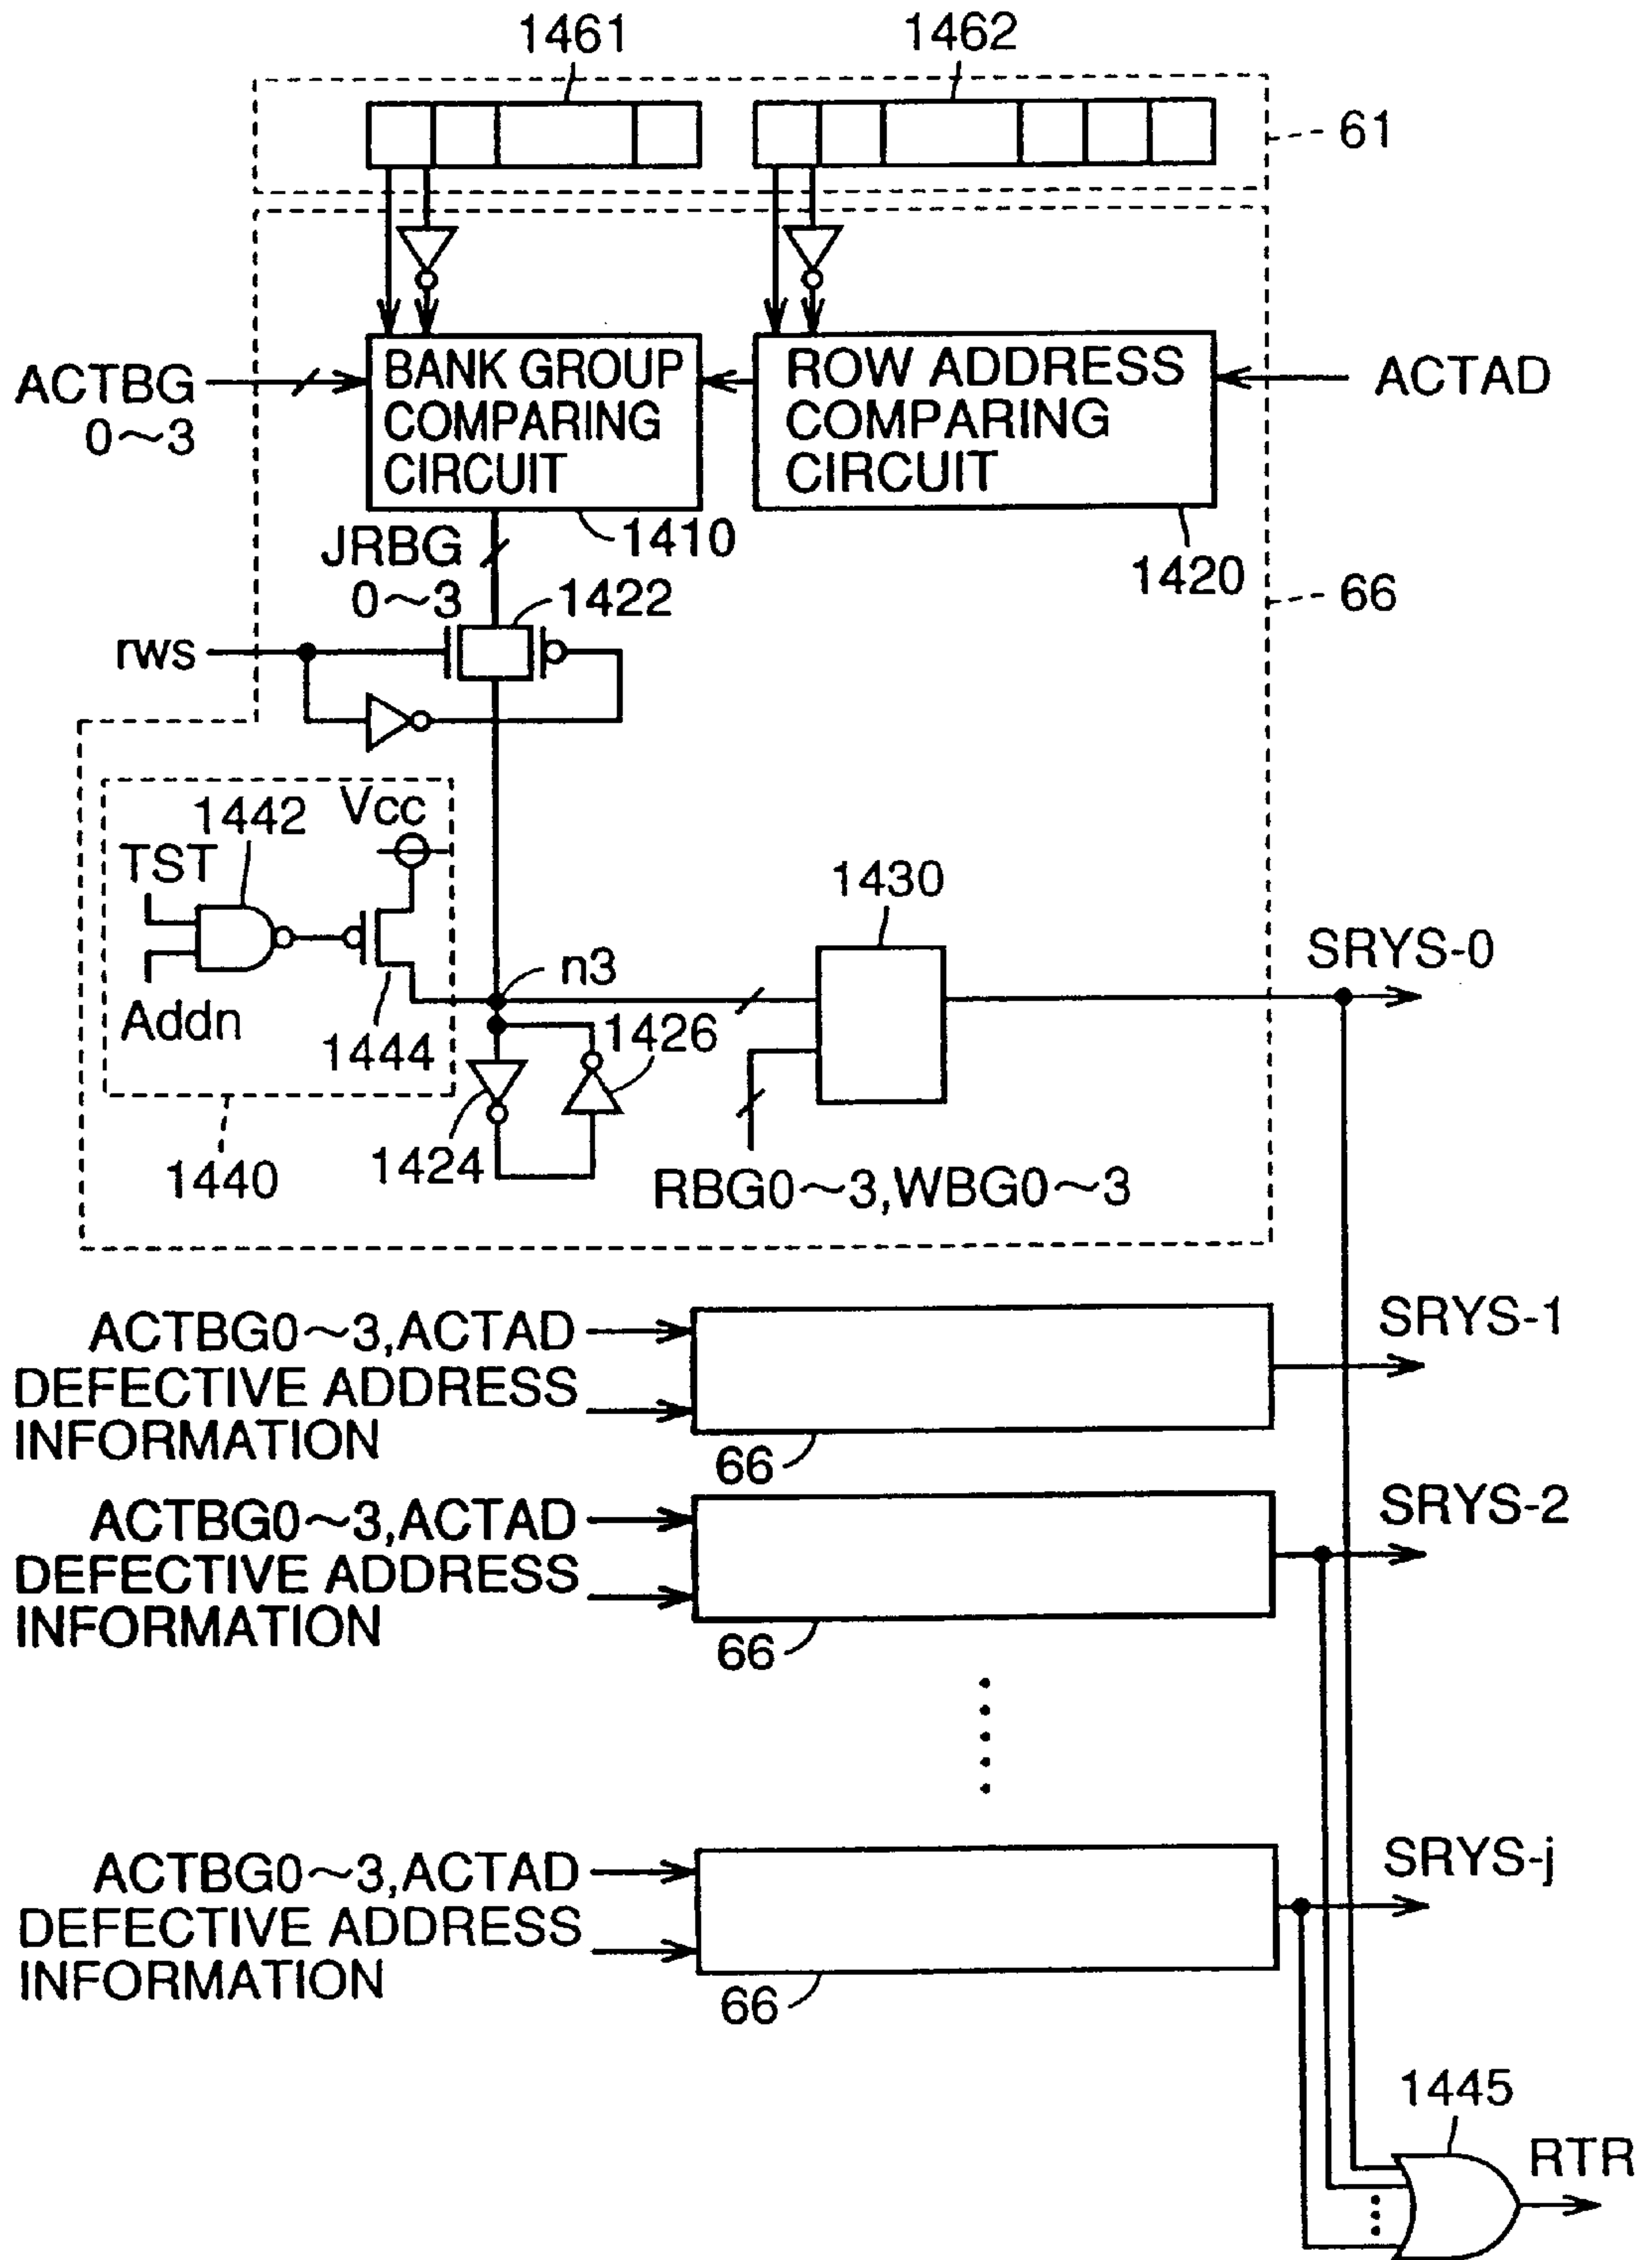 1461
1462
61
ACTBG
0～3
BANK GROUP
COMPARING
CIRCUIT
ROW ADDRESS
COMPARING
CIRCUIT
ACTAD
JRBG
0～3
1410
1420
1422
66
rws
1442
Vcc
TST
Addn
1444
1440
n3
1426
1424
1430
SRYS-0
RBG0～3,WBG0～3
ACTBG0～3,ACTAD
DEFECTIVE ADDRESS
INFORMATION
66
SRYS-1
ACTBG0～3,ACTAD
DEFECTIVE ADDRESS
INFORMATION
66
SRYS-2
ACTBG0～3,ACTAD
DEFECTIVE ADDRESS
INFORMATION
66
SRYS-j
1445
RTR